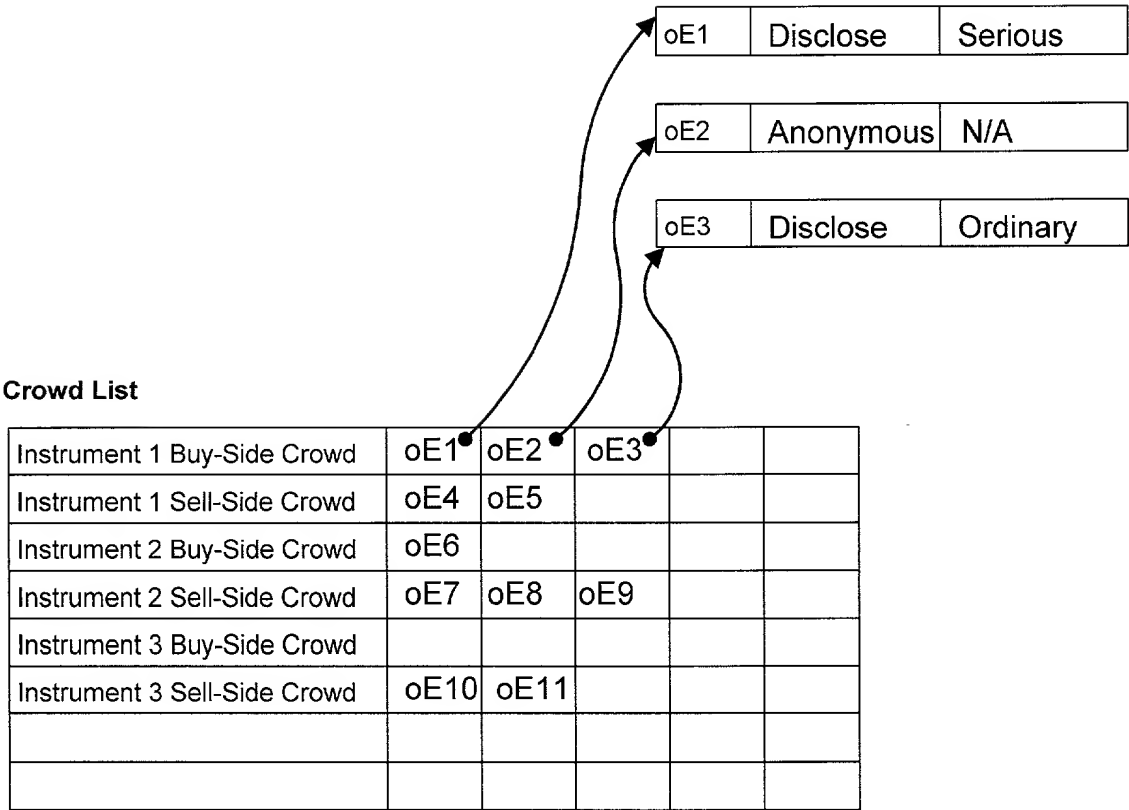 oE1 Disclose Serious
oE2 Anonymous N/A
oE3 Disclose Ordinary
Crowd List
Instrument 1 Buy-Side Crowd oE1 oE2 oE3
Instrument 1 Sell-Side Crowd oE4 oE5
Instrument 2 Buy-Side Crowd oE6
Instrument 2 Sell-Side Crowd oE7 oE8 oE9
Instrument 3 Buy-Side Crowd
Instrument 3 Sell-Side Crowd oE10 oE11